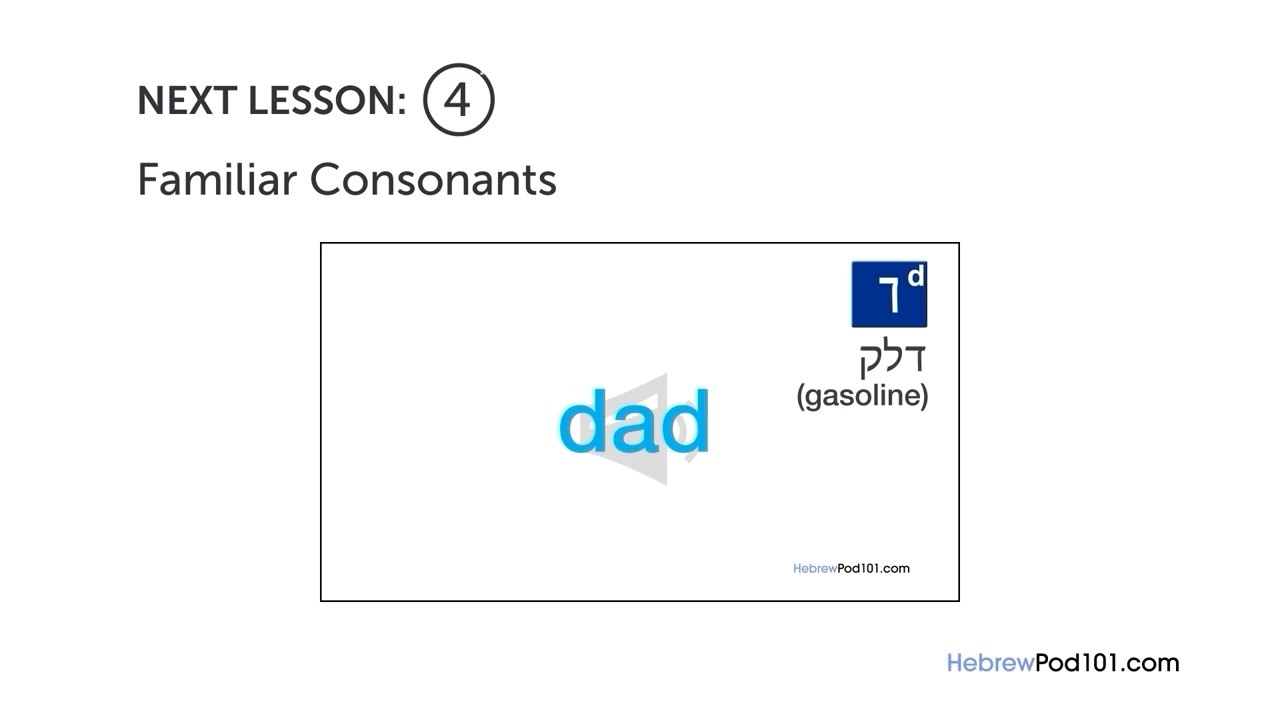 NEXT LESSON: 4
Familiar Consonants
ד d
דלק
(gasoline)
dad
HebrewPod101.com
HebrewPod101.com